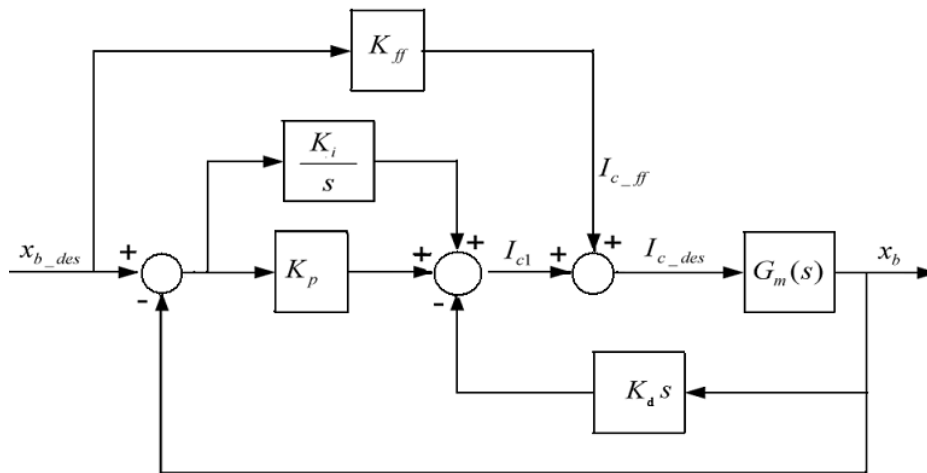 K_ff
K_i
s
I_c_ff
x_b_des
+
-
K_p
+
+
-
I_c1
+
+
I_c_des
G_m(s)
x_b
K_d s